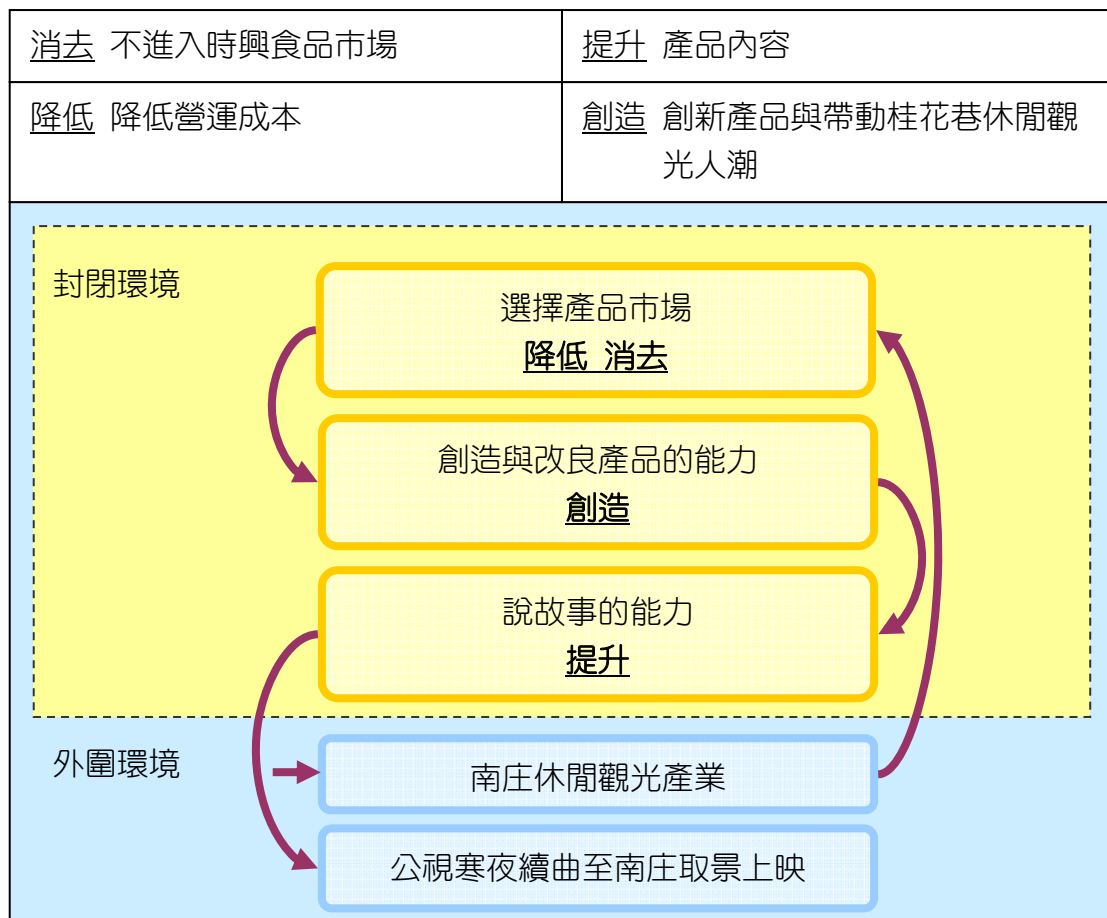 消去 不進入時興食品市場
提升 產品內容
降低 降低營運成本
創造 創新產品與帶動桂花巷休閒觀
光人潮
封閉環境
選擇產品市場
降低 消去
創造與改良產品的能力
創造
說故事的能力
提升
外圍環境
南庄休閒觀光產業
公視寒夜續曲至南庄取景上映